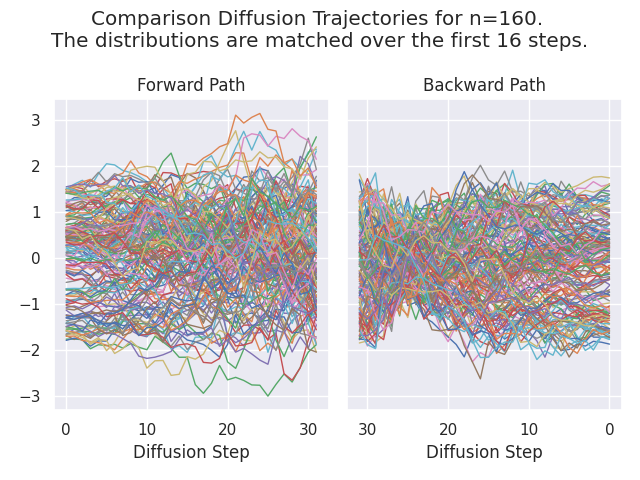 Comparison Diffusion Trajectories for n=160.
The distributions are matched over the first 16 steps.
Forward Path
Backward Path
3
2
1
0
−1
−2
−3
0 10 20 30
30 20 10 0
Diffusion Step
Diffusion Step